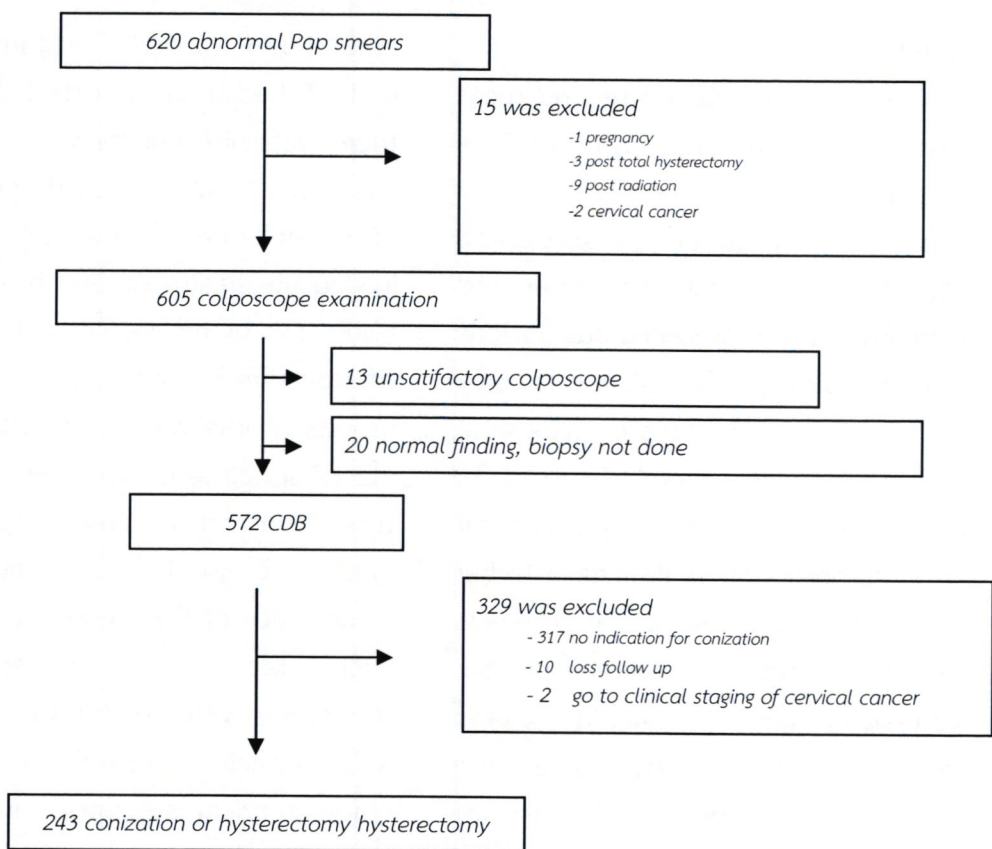 620 abnormal Pap smears
15 was excluded
-1 pregnancy
-3 post total hysterectomy
-9 post radiation
-2 cervical cancer
605 colposcope examination
13 unsatifactory colposcope
20 normal finding, biopsy not done
572 CDB
329 was excluded
- 317 no indication for conization
- 10 loss follow up
- 2 go to clinical staging of cervical cancer
243 conization or hysterectomy hysterectomy